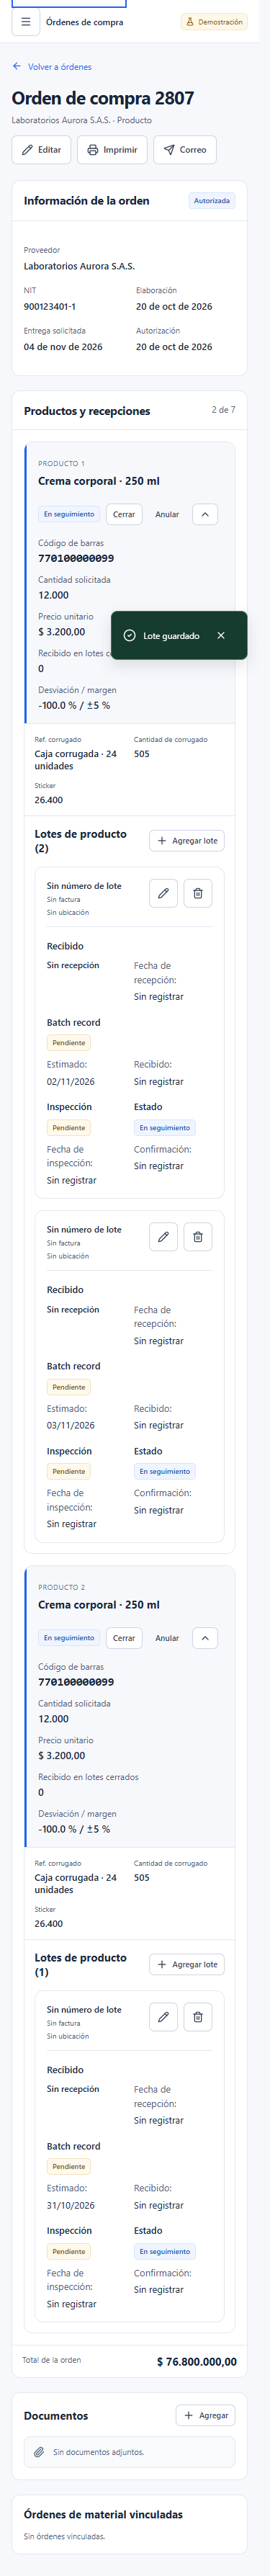 Órdenes de compra
Demostración
Volver a órdenes
Orden de compra 2807
Laboratorios Aurora S.A.S. · Producto
Editar
Imprimir
Correo
Información de la orden
Autorizada
Proveedor
Laboratorios Aurora S.A.S.
NIT
Elaboración
900123401-1
20 de oct de 2026
Entrega solicitada
Autorización
04 de nov de 2026
20 de oct de 2026
Productos y recepciones
2 de 7
PRODUCTO 1
Crema corporal · 250 ml
En seguimiento
Cerrar
Anular
Código de barras
770100000099
Cantidad solicitada
12.000
Precio unitario
$ 3.200,00
Lote guardado
Recibido en lotes
0
Desviación / margen
-100.0 % / ±5 %
Ref. corrugado
Cantidad de corrugado
Caja corrugada · 24
unidades
505
Sticker
26.400
Lotes de producto
(2)
Agregar lote
Sin número de lote
Sin factura
Sin ubicación
Recibido
Sin recepción
Fecha de
recepción:
Sin registrar
Batch record
Pendiente
Estimado:
Recibido:
02/11/2026
Sin registrar
Inspección
Estado
Pendiente
En seguimiento
Fecha de
inspección:
Confirmación:
Sin registrar
Sin registrar
Sin número de lote
Sin factura
Sin ubicación
Recibido
Sin recepción
Fecha de
recepción:
Sin registrar
Batch record
Pendiente
Estimado:
Recibido:
03/11/2026
Sin registrar
Inspección
Estado
Pendiente
En seguimiento
Fecha de
inspección:
Confirmación:
Sin registrar
Sin registrar
PRODUCTO 2
Crema corporal · 250 ml
En seguimiento
Cerrar
Anular
Código de barras
770100000099
Cantidad solicitada
12.000
Precio unitario
$ 3.200,00
Recibido en lotes cerrados
0
Desviación / margen
-100.0 % / ±5 %
Ref. corrugado
Cantidad de corrugado
Caja corrugada · 24
unidades
505
Sticker
26.400
Lotes de producto
(1)
Agregar lote
Sin número de lote
Sin factura
Sin ubicación
Recibido
Sin recepción
Fecha de
recepción:
Sin registrar
Batch record
Pendiente
Estimado:
Recibido:
31/10/2026
Sin registrar
Inspección
Estado
Pendiente
En seguimiento
Fecha de
inspección:
Confirmación:
Sin registrar
Sin registrar
Total de la orden
$ 76.800.000,00
Documentos
Agregar
Sin documentos adjuntos.
Órdenes de material vinculadas
Sin órdenes vinculadas.